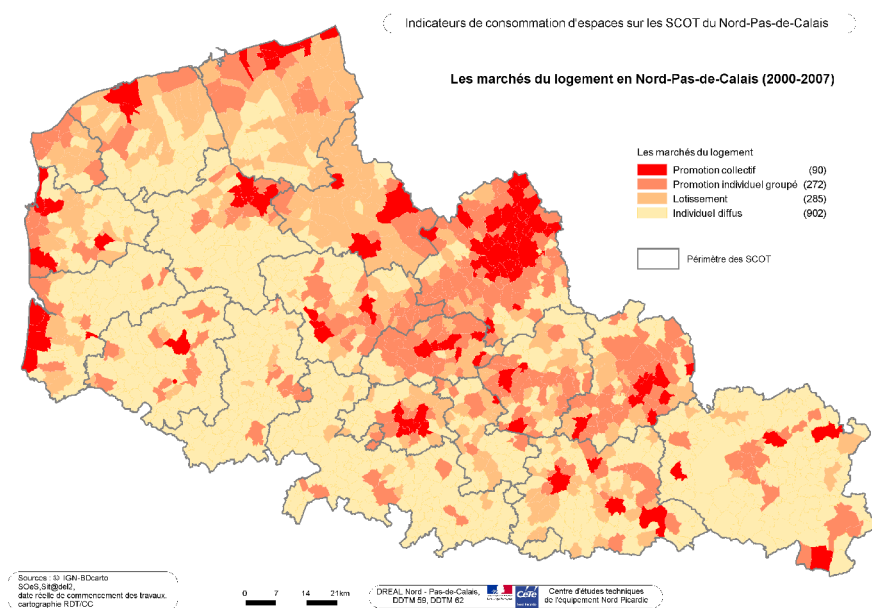 Indicateurs de consommation d'espaces sur les SCOT du Nord-Pas-de-Calais
Les marchés du logement en Nord-Pas-de-Calais (2000-2007)
Les marchés du logement
Promotion collectif (90)
Promotion individuel groupé (272)
Lotissement (285)
Individuel diffus (902)
Périmètre des SCOT
Sources : © IGN-BDcarto
SOeS,Sit@del2,
date réelle de commencement des travaux.
cartographie RDT/CC
0 7 14 21km
DREAL Nord - Pas-de-Calais,
DDTM 59, DDTM 62
CeTe
Centre d'études techniques
de l'équipement Nord Picardie